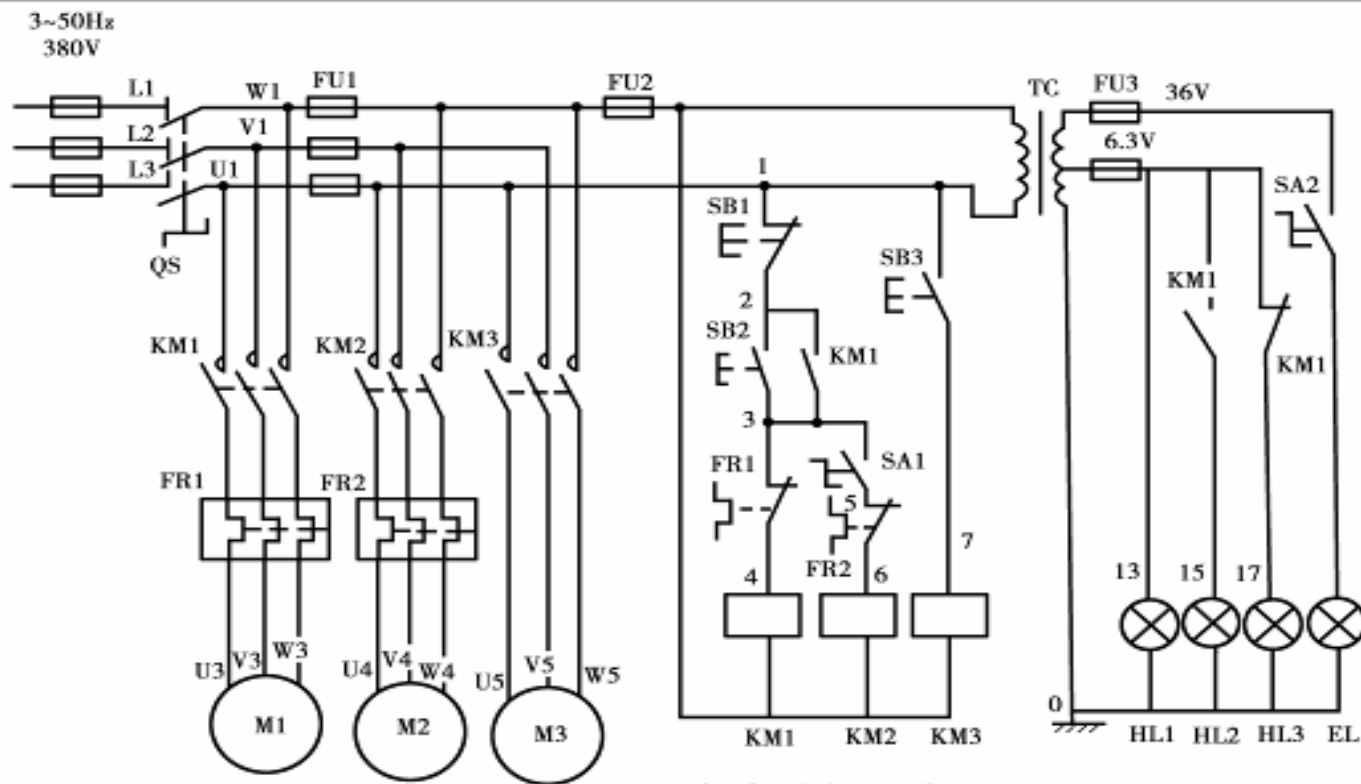 3~50Hz
380V
L1
W1
FU1
FU2
TC
FU3
36V
L2
V1
6.3V
L3
U1
1
SA2
SB1
QS
SB3
KM1
2
SB2
KM1
KM2
KM3
KM1
KM1
3
FR1
SA1
FR1
FR2
5
7
FR2
4
6
13
15
17
U3
V3
W3
U4
V4
W4
U5
V5
W5
M1
M2
M3
0
KM1
KM2
KM3
HL1
HL2
HL3
EL